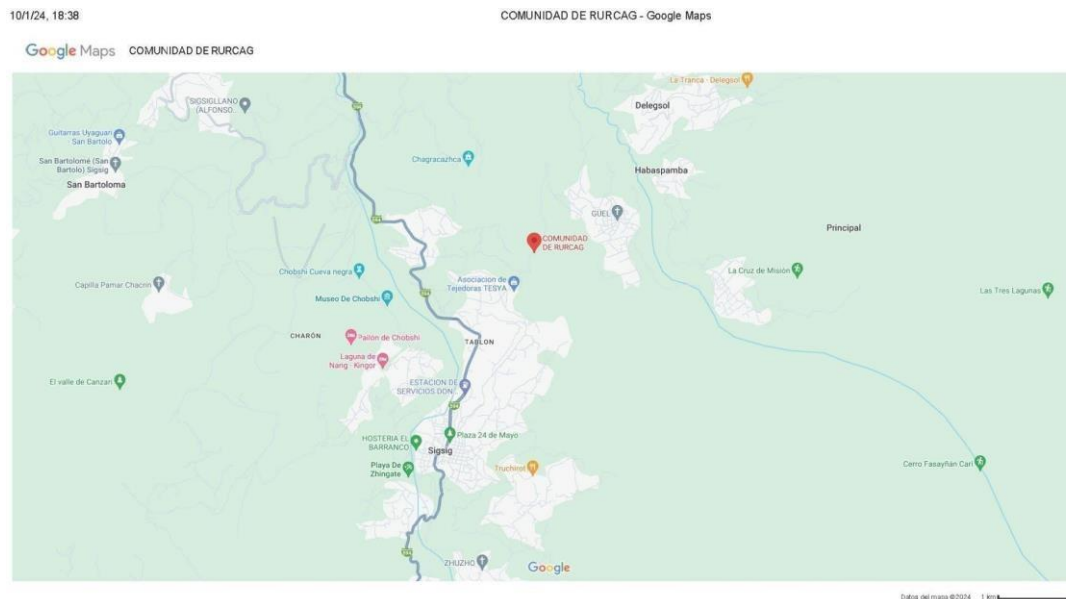 10/1/24, 18:38
COMUNIDAD DE RURCAG - Google Maps
Google Maps
COMUNIDAD DE RURCAG
La Tranca - Delegsol
SIGSIGLLANO
(ALFONSO...
Delegsol
Guitarras Uyaguari
San Bartolo
Chagracazhca
San Bartolomé (San
Bartolo) Sigsig
Habaspamba
San Bartoloma
GÜEL
Principal
COMUNIDAD
DE RURCAG
Chobshi Cueva negra
La Cruz de Misión
Capilla Pamar Chacrin
Asociacion de
Tejedoras TESYA
Las Tres Lagunas
Museo De Chobshi
CHARÓN
Pailón de Chobshi
TABLON
Laguna de
Nang - Kingor
El valle de Canzari
ESTACION DE
SERVICIOS DON...
HOSTERIA EL
BARRANCO
Plaza 24 de Mayo
Sigsig
Playa De
Zhingate
Truchirot
Cerro Fasayñan Cari
ZHUZHO
Google
Datos del mapa ©2024
1 km